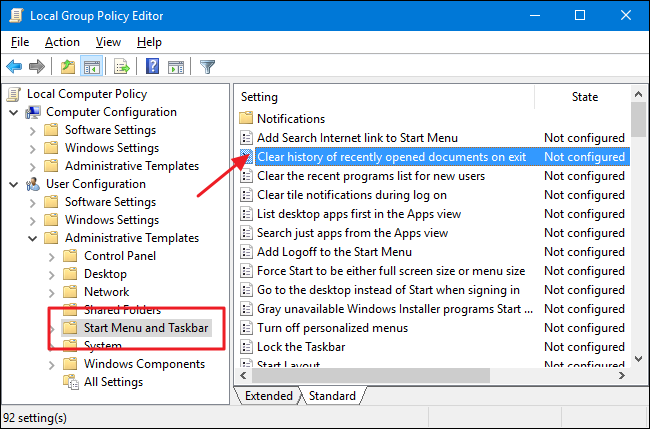 Local Group Policy Editor
File Action View Help
Local Computer Policy
Computer Configuration
Software Settings
Windows Settings
Administrative Templates
User Configuration
Software Settings
Windows Settings
Administrative Templates
Control Panel
Desktop
Network
Shared Folders
Start Menu and Taskbar
System
Windows Components
All Settings
Setting State
Notifications
Add Search Internet link to Start Menu Not configured
Clear history of recently opened documents on exit Not configured
Clear the recent programs list for new users Not configured
Clear tile notifications during log on Not configured
List desktop apps first in the Apps view Not configured
Search just apps from the Apps view Not configured
Add Logoff to the Start Menu Not configured
Force Start to be either full screen size or menu size Not configured
Go to the desktop instead of Start when signing in Not configured
Gray unavailable Windows Installer programs Start ... Not configured
Turn off personalized menus Not configured
Lock the Taskbar Not configured
Start Layout Not configured
Extended Standard
92 setting(s)